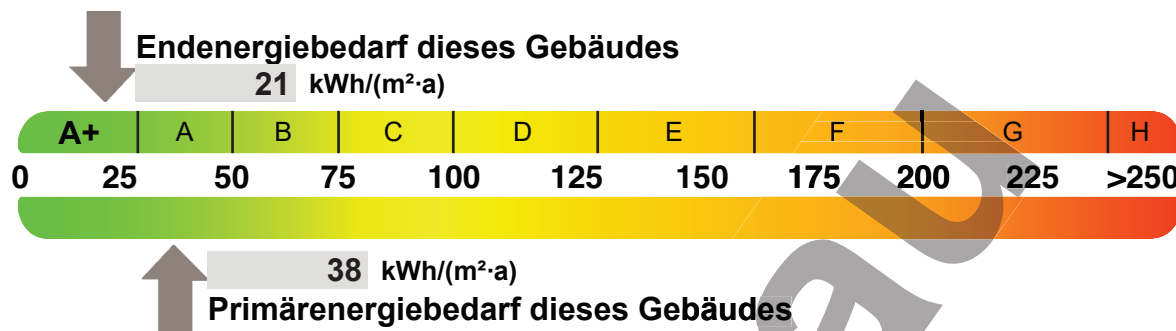 Endenergiebedarf dieses Gebäudes
21 kWh/(m²·a)
A+ A B C D E F G H
0 25 50 75 100 125 150 175 200 225 >250
38 kWh/(m²·a)
Primärenergiebedarf dieses Gebäudes
au